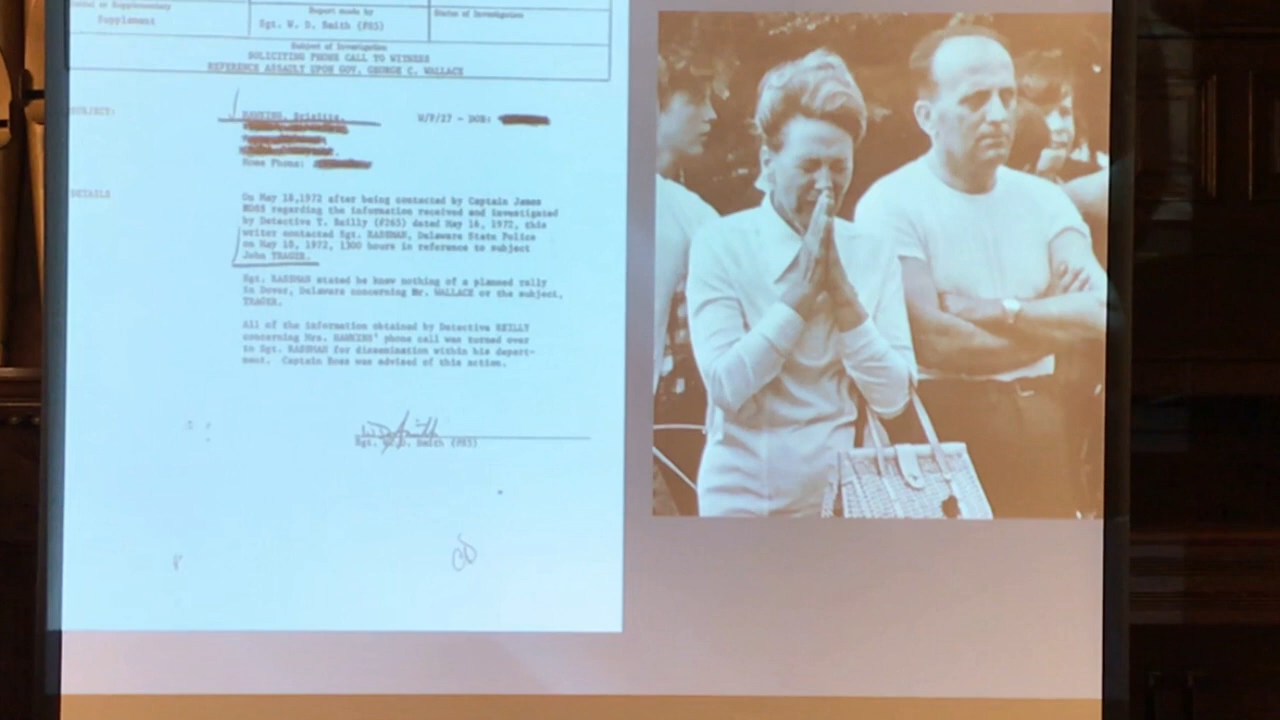 Initial or Supplementary
Supplement
Report made by
Sgt. W. D. Smith (F85)
Status of Investigation
Subject of Investigation
SOLICITING PHONE CALL TO WITNESS
REFERENCE ASSAULT UPON GOV. GEORGE C. WALLACE
SUBJECT:
HAWKINS,
W/F/27 - DOB:
Home Phone:
DETAILS
On May 18,1972 after being contacted by Captain James
ROSS regarding the information received and investigated
by Detective T. Reilly (F265) dated May 16, 1972, this
writer contacted Sgt. Delaware State Police
on May 18, 1972, 1300 hours in reference to subject
John TRAGER.
Sgt. stated he knew nothing of a planned rally
in Dover, Delaware concerning Mr. WALLACE or the subject,
TRAGER.
All of the information obtained by Detective REILLY
concerning Mrs. HAWKINS' phone call was turned over
to Sgt. for dissemination within his depart-
ment. Captain Ross was advised of this action.
Sgt. W. D. Smith (F85)